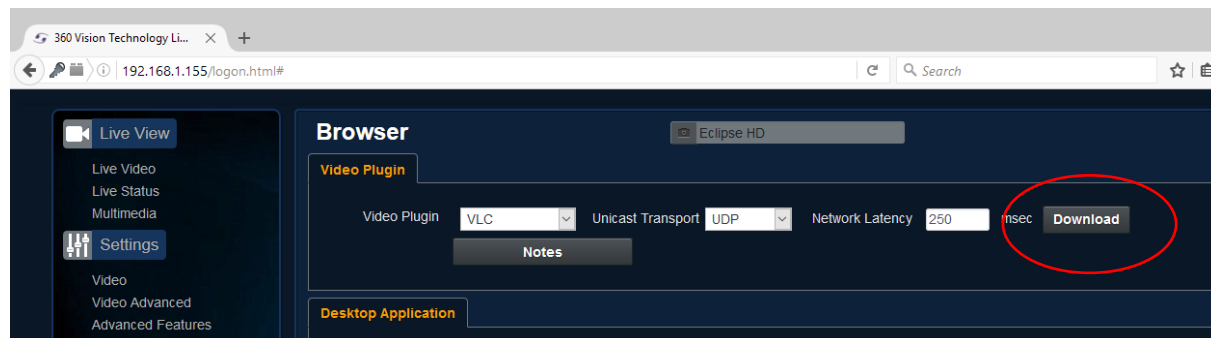 360 Vision Technology Li...
192.168.1.155/logon.html#
Search
Live View
Live Video
Live Status
Multimedia
Settings
Video
Video Advanced
Advanced Features
Browser
Eclipse HD
Video Plugin
Video Plugin VLC Unicast Transport UDP Network Latency 250 msec Download
Notes
Desktop Application